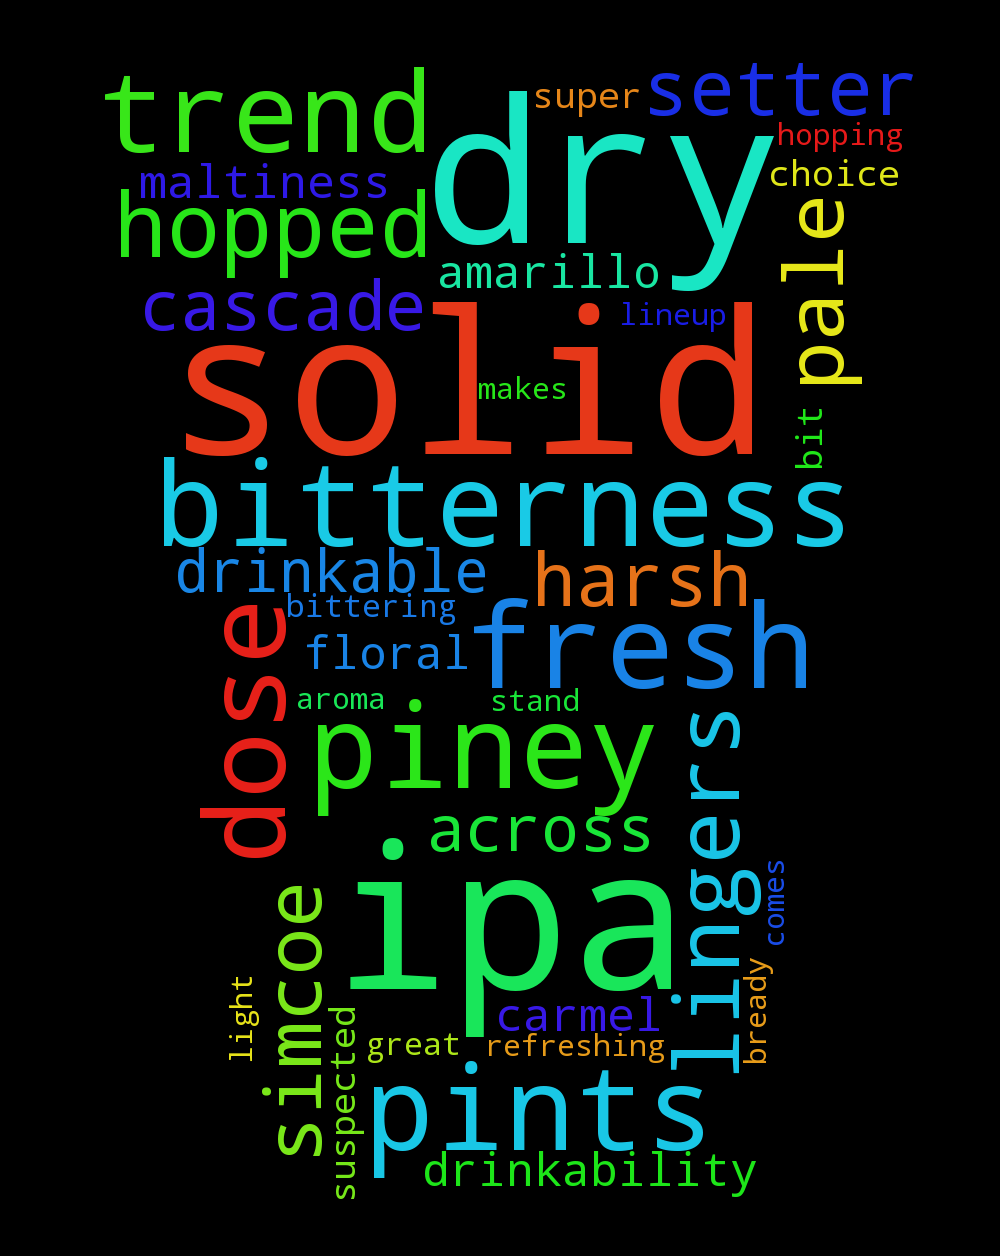 trend
super
setter
dry
hopping
maltiness
choice
hopped
pale
amarillo
cascade
lineup
solid
makes
bit
bitterness
drinkable
harsh
bittering
fresh
dose
floral
aroma
stand
piney
lingers
across
ipa
comes
simcoe
light
bready
carmel
suspected
great
refreshing
pints
drinkability